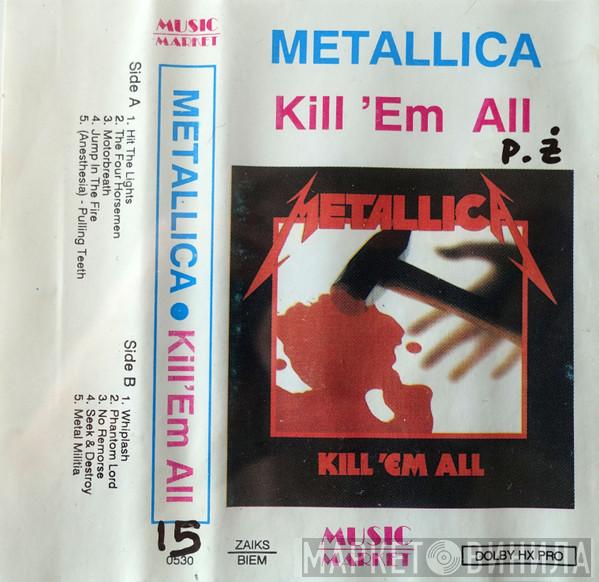 MUSIC
MARKET
Side A
1. Hit The Lights
2. The Four Horsemen
3. Motorbreath
4. Jump In The Fire
5. (Anesthesia) - Pulling Teeth
Side B
1. Whiplash
2. Phantom Lord
3. No Remorse
4. Seek & Destroy
5. Metal Militia
METALLICA • Kill'Em All
15
0530
METALLICA
Kill 'Em All
P.Ż
METALLICA
KILL 'EM ALL
ZAIKS
BIEM
MUSIC
MARKET
DOLBY HX PRO
МАРКЕТ ВИНИЛА